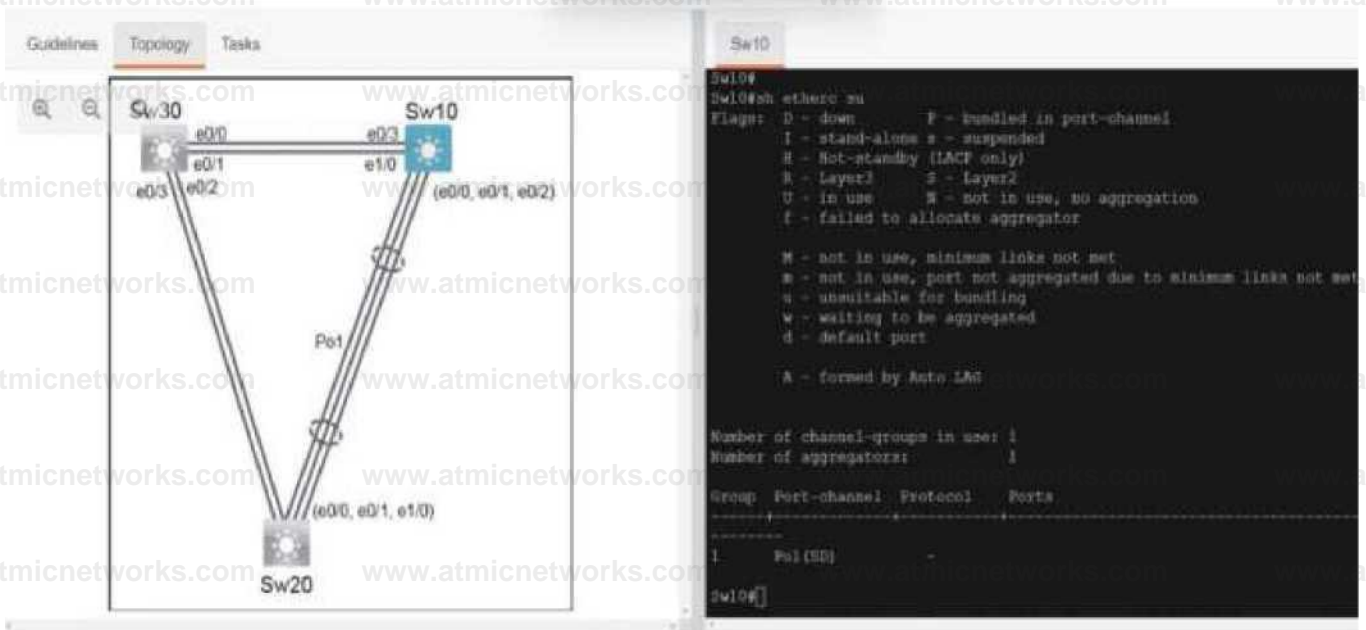 Guidelines Topology Tasks
Sw30
Sw10
e0/0
e0/3
e0/1
e1/0
e0/3
e0/2
(e0/0, e0/1, e0/2)
Po1
(e0/0, e0/1, e1/0)
Sw20
Sw10
Sw10#
Sw10#sh etherc su
Flags: D - down P - bundled in port-channel
I - stand-alone s - suspended
H - Hot-standby (LACP only)
R - Layer3 S - Layer2
U - in use N - not in use, no aggregation
f - failed to allocate aggregator
M - not in use, minimum links not met
m - not in use, port not aggregated due to minimum links not met
u - unsuitable for bundling
w - waiting to be aggregated
d - default port
A - formed by Auto LAG
Number of channel-groups in use: 1
Number of aggregators: 1
Group Port-channel Protocol Ports
------+-------------+-----------+-----------------------------------------------
--------
1 Po1(SD) -
Sw10#
www.atmicnetworks.com